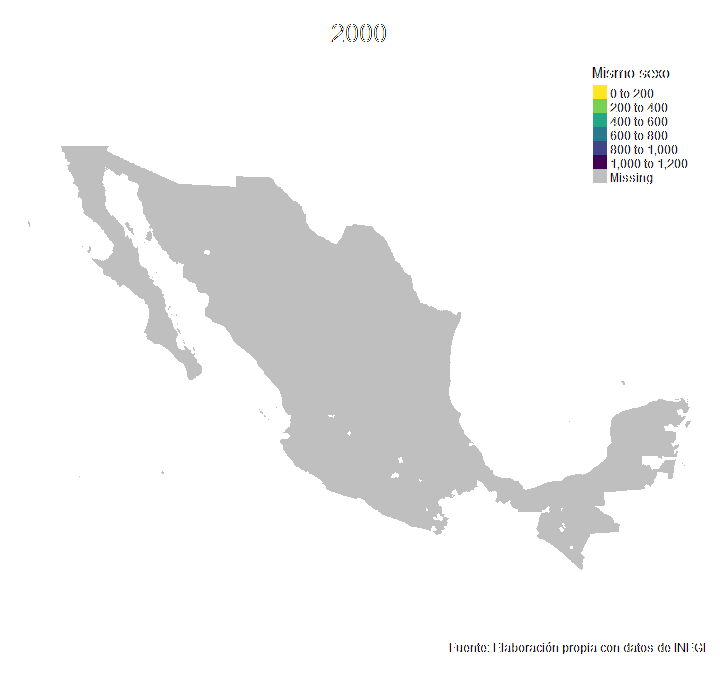 2000
Mismo sexo
0 to 200
200 to 400
400 to 600
600 to 800
800 to 1,000
1,000 to 1,200
Missing
Fuente: Elaboración propia con datos de INEGI